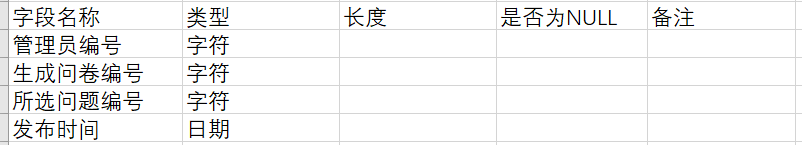 字段名称 类型 长度 是否为NULL 备注
管理员编号 字符
生成问卷编号 字符
所选问题编号 字符
发布时间 日期